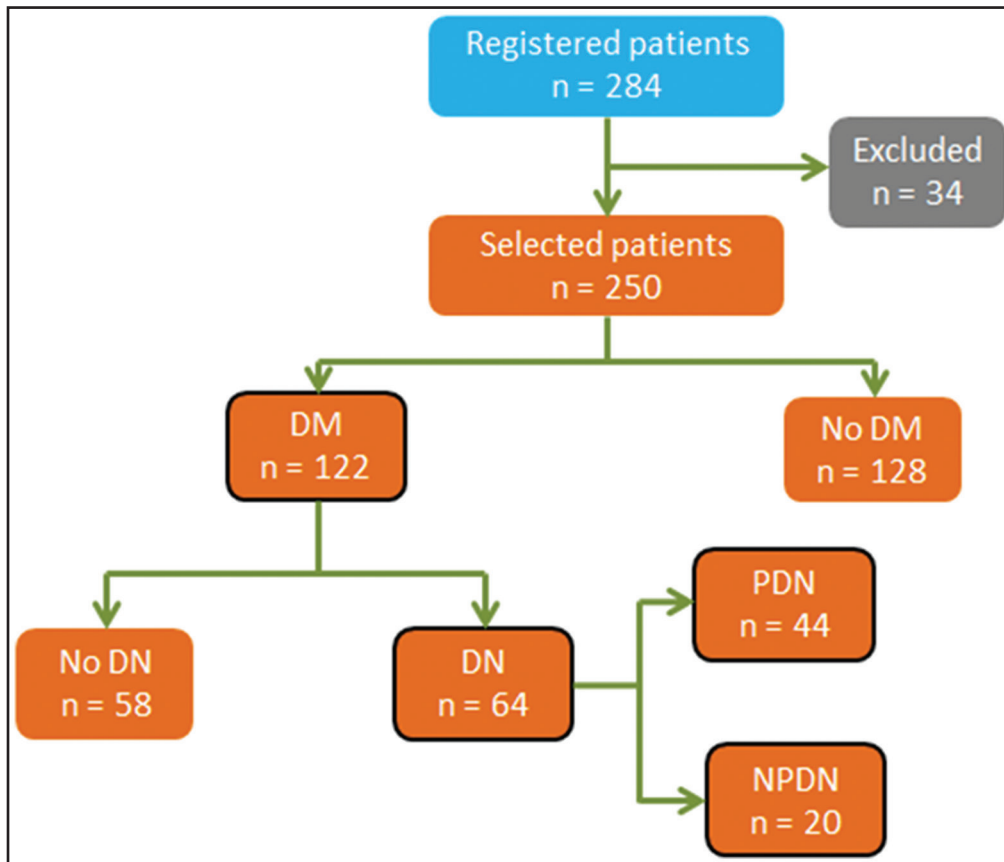 Registered patients
n = 284
Excluded
n = 34
Selected patients
n = 250
DM
n = 122
No DM
n = 128
No DN
n = 58
DN
n = 64
PDN
n = 44
NPDN
n = 20